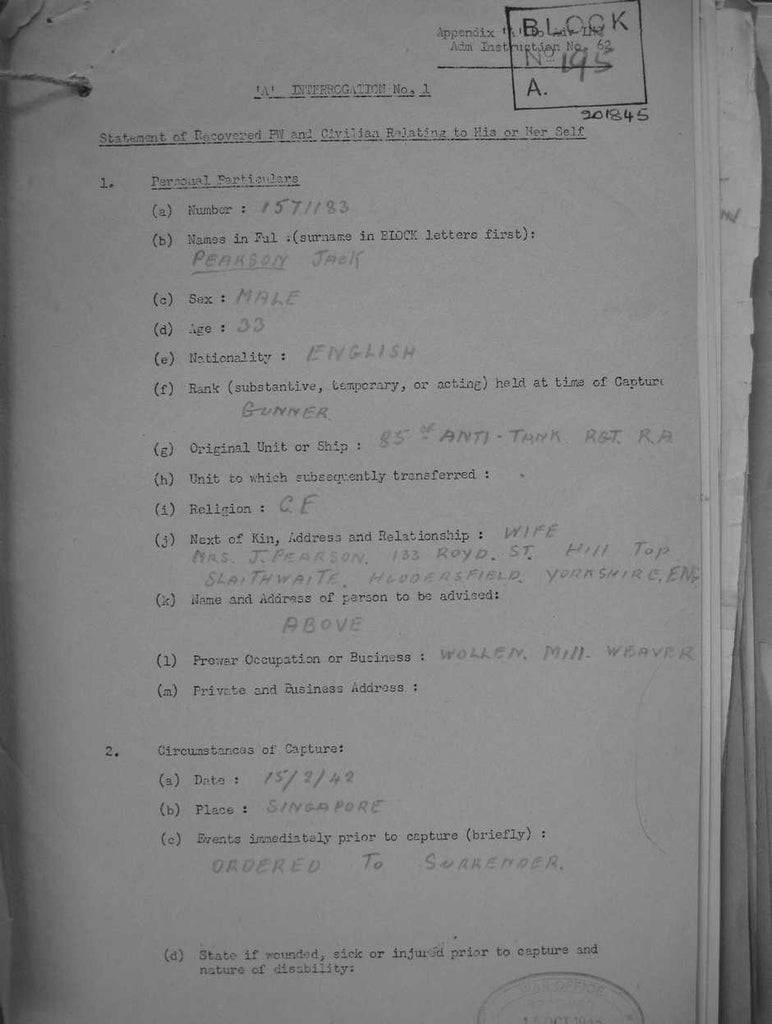 Appendix 'A' to
Adm Instruction No. 62
BLOCK
No 195
A.
201845
'A' INTERROGATION No. 1
Statement of Recovered PW and Civilian Relating to His or Her Self
1. Personal Particulars
(a) Number : 1571183
(b) Names in Ful :(surname in BLOCK letters first):
PEARSON JACK
(c) Sex : MALE
(d) Age : 33
(e) Nationality : ENGLISH
(f) Rank (substantive, temporary, or acting) held at time of Capture
GUNNER
(g) Original Unit or Ship : 85 ANTI-TANK RGT. R.A
(h) Unit to which subsequently transferred :
(i) Religion : C.E
(j) Next of Kin, Address and Relationship : WIFE
MRS. J. PEARSON. 133 ROYD. ST. Hill Top
SLAITHWAITE. HUDDERSFIELD. YORKSHIRE, ENG
(k) Name and Address of person to be advised:
ABOVE
(l) Prewar Occupation or Business : WOLLEN. Mill. WEAVER
(m) Private and Business Address :
2. Circumstances of Capture:
(a) Date : 15/2/42
(b) Place : SINGAPORE
(c) Events immediately prior to capture (briefly) :
ORDERED To SURRENDER.
(d) State if wounded, sick or injured prior to capture and
nature of disability:
WAR OFFICE
OCT 1945